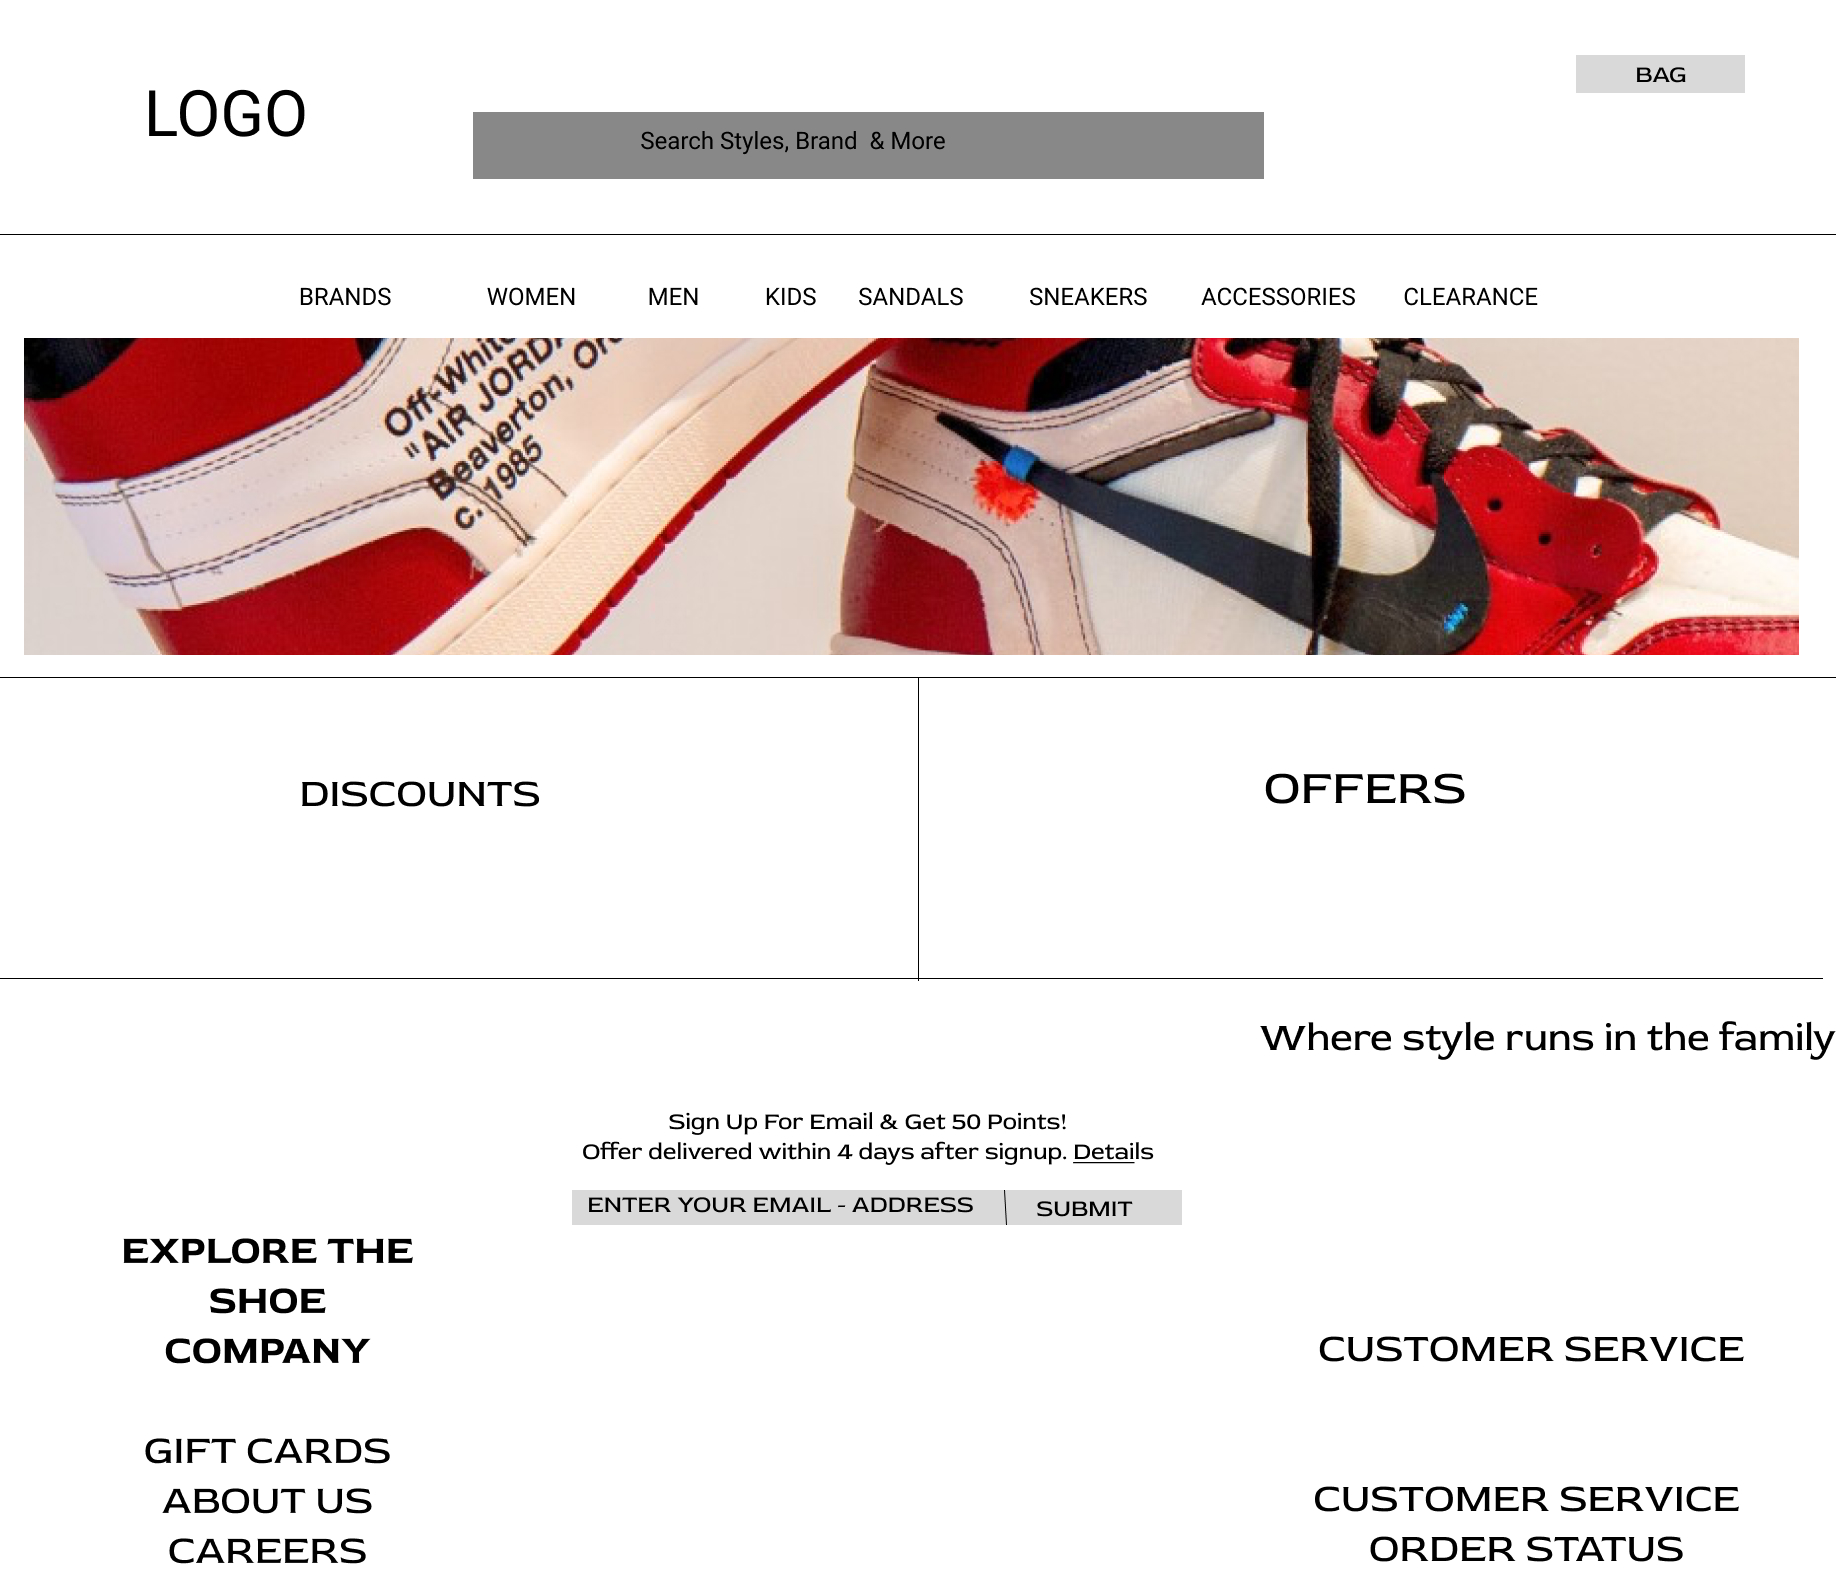 BAG
LOGO
Search Styles, Brand  & More
BRANDS WOMEN MEN KIDS SANDALS SNEAKERS ACCESSORIES CLEARANCE
Off-White
"AIR JORDA
Beaverton, Ore
c. 1985
DISCOUNTS
OFFERS
Where style runs in the family
Sign Up For Email & Get 50 Points!
Offer delivered within 4 days after signup. Details
ENTER YOUR EMAIL - ADDRESS
SUBMIT
EXPLORE THE
SHOE
COMPANY
GIFT CARDS
ABOUT US
CAREERS
CUSTOMER SERVICE
CUSTOMER SERVICE
ORDER STATUS